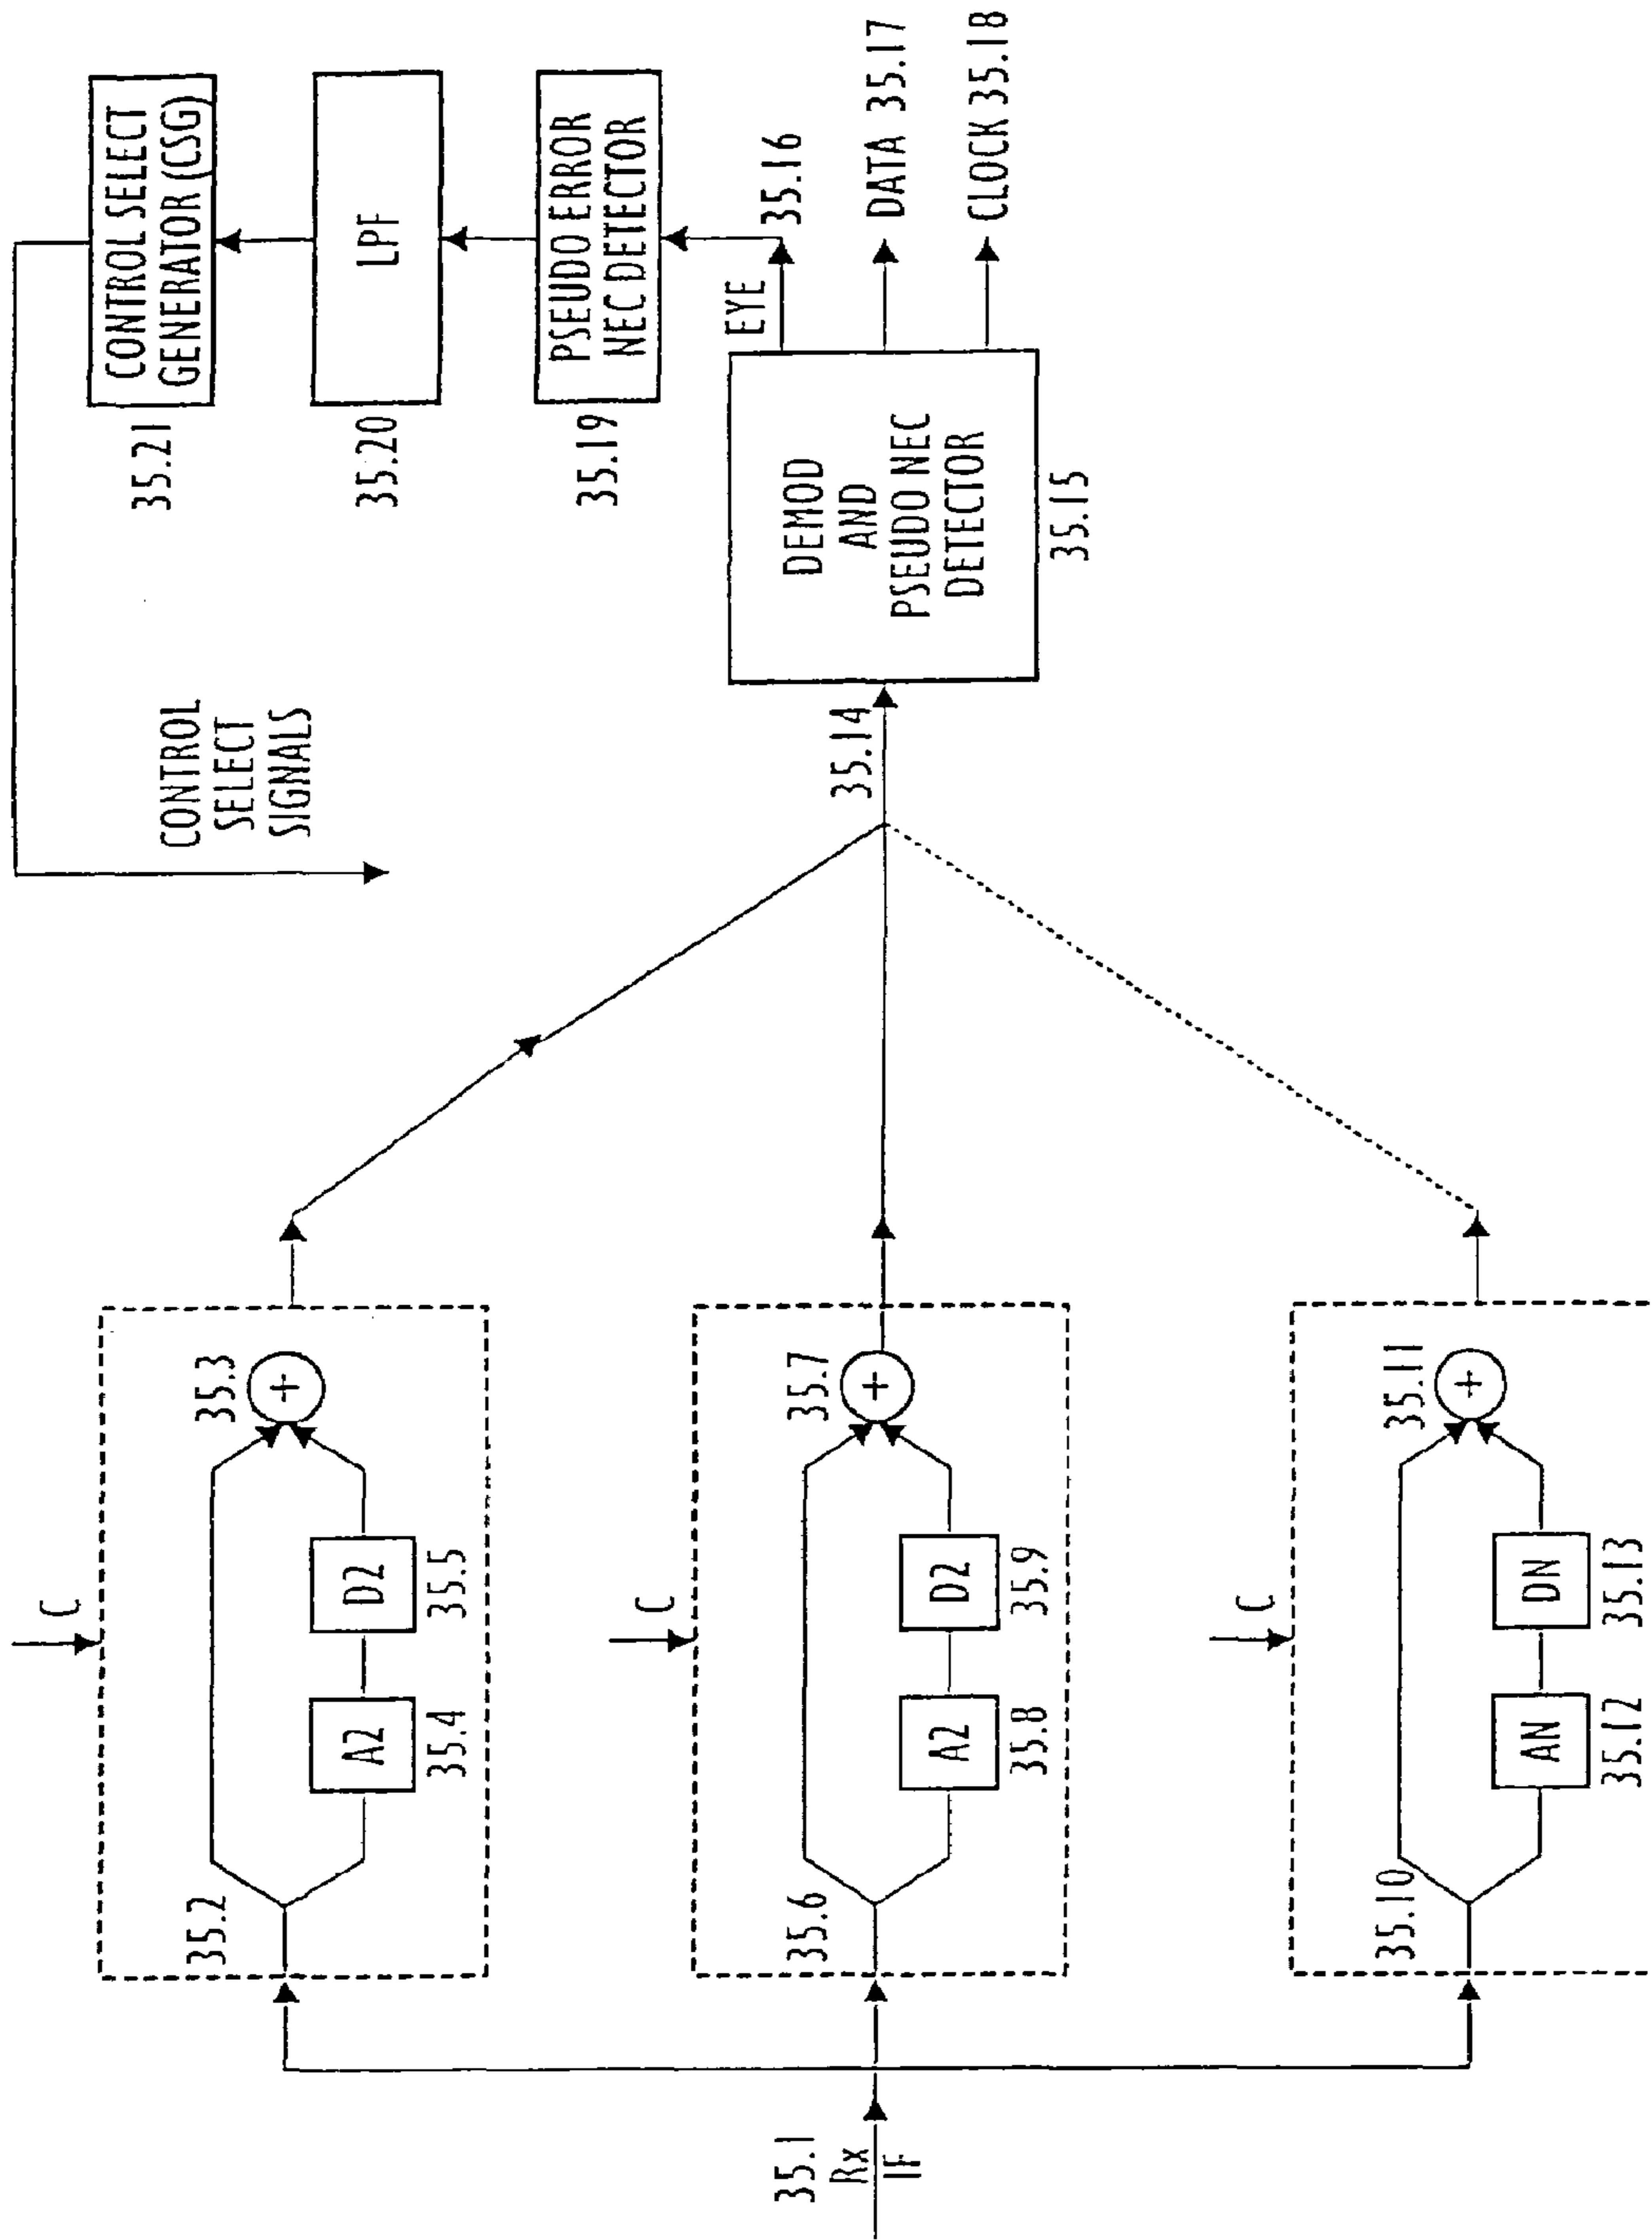 35.1
Rx
IF
C
35.2
35.3
A2
35.4
D2
35.5
+
C
35.6
35.7
A2
35.8
D2
35.9
+
C
35.10
35.11
AN
35.12
DN
35.13
+
35.14
DEMOD
AND
PSEUDO NEC
DETECTOR
35.15
EYE
35.16
DATA 35.17
CLOCK 35.18
PSEUDO ERROR
NEC DETECTOR
35.19
LPF
35.20
CONTROL SELECT
GENERATOR (CSG)
35.21
CONTROL
SELECT
SIGNALS